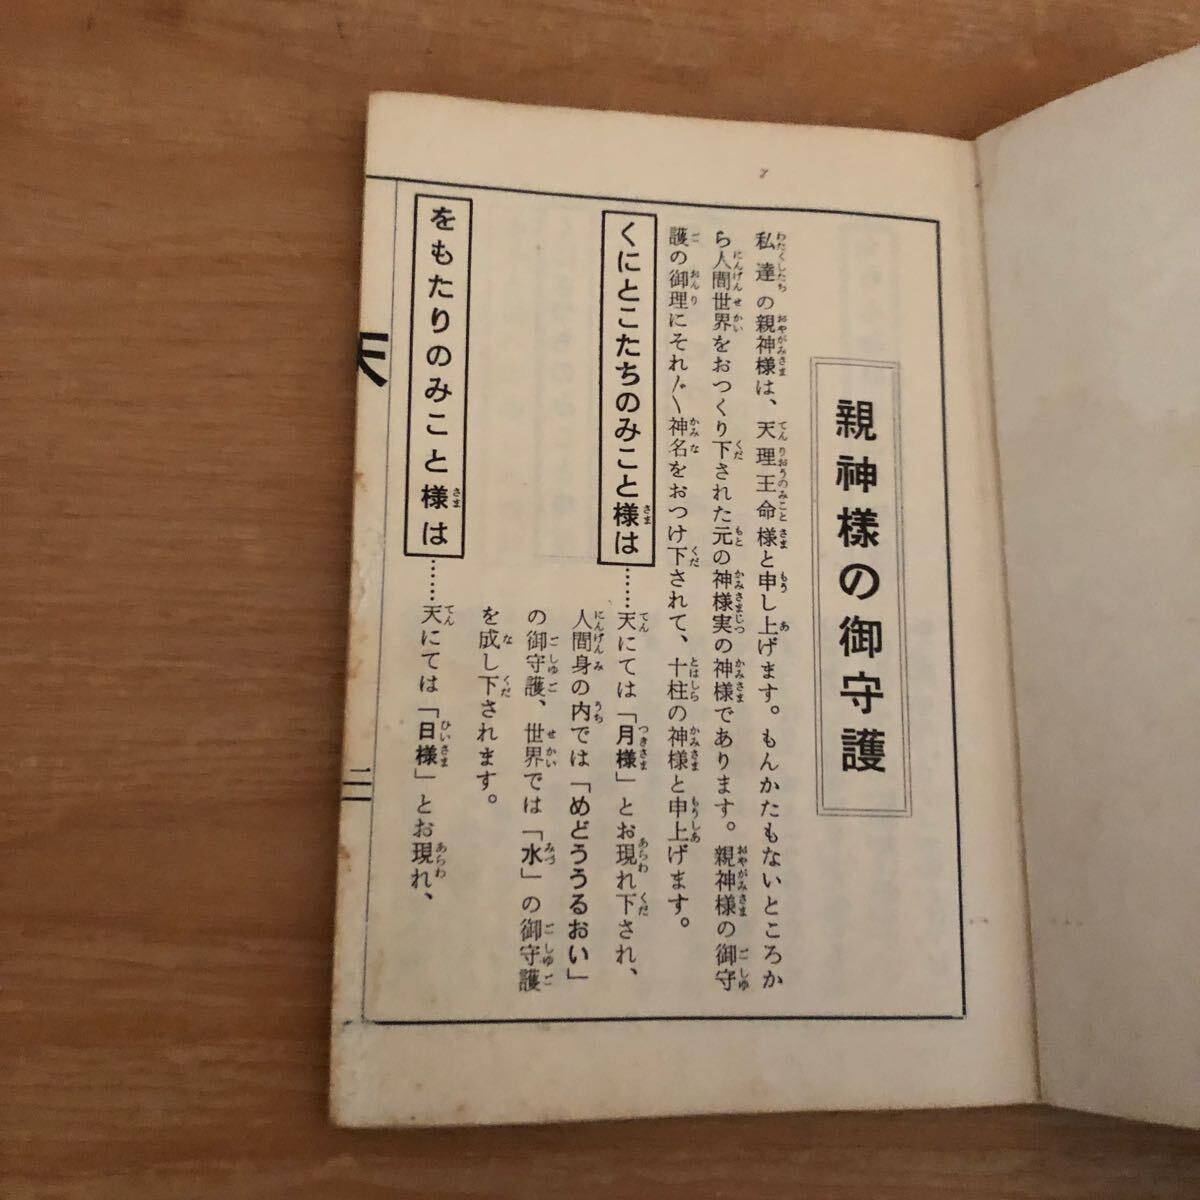 親神様の御守護
私達の親神様は、天理王命様と申し上げます。もんかたもないところか
ら人間世界をおつくり下された元の神様実の神様であります。親神様の御守
護の御理にそれ〴〵神名をおつけ下されて、十柱の神様と申上げます。
くにとこたちのみこと様は……天にては「月様」とお現れ下され、
人間身の内では「めどううるおい」
の御守護、世界では「水」の御守護
を成し下されます。
をもたりのみこと様は……天にては「日様」とお現れ、
二